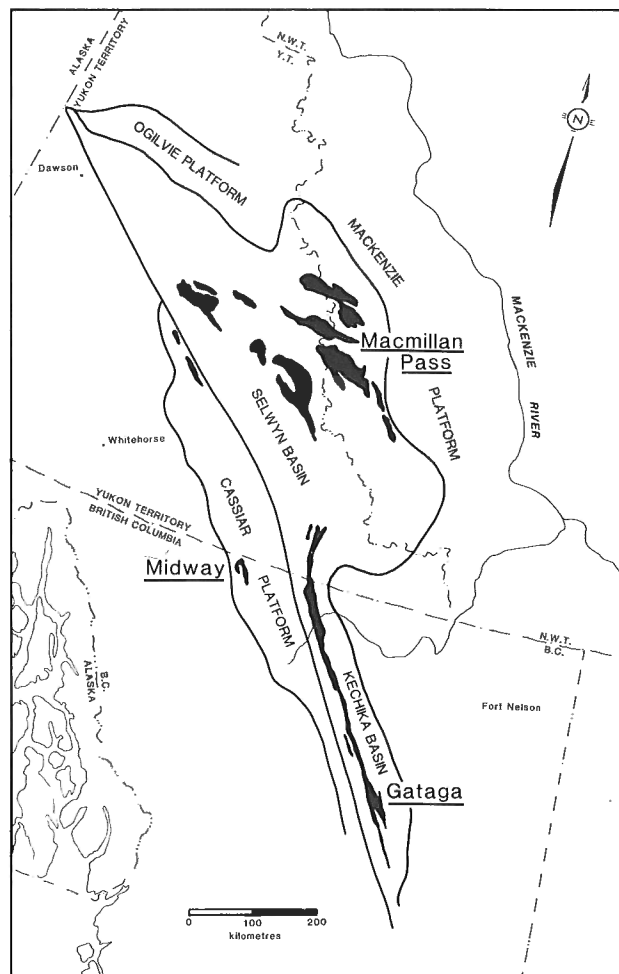 ALASKA
YUKON TERRITORY
N.W.T.
Y.T.
N
OGILVIE PLATFORM
Dawson
MACKENZIE
PLATFORM
MACKENZIE
RIVER
Macmillan
Pass
SELWYN BASIN
Whitehorse
CASSIAR
PLATFORM
YUKON TERRITORY
BRITISH COLUMBIA
Midway
N.W.T.
B.C.
B.C.
ALASKA
KECHIKA BASIN
Fort Nelson
Gataga
0 100 200
kilometres